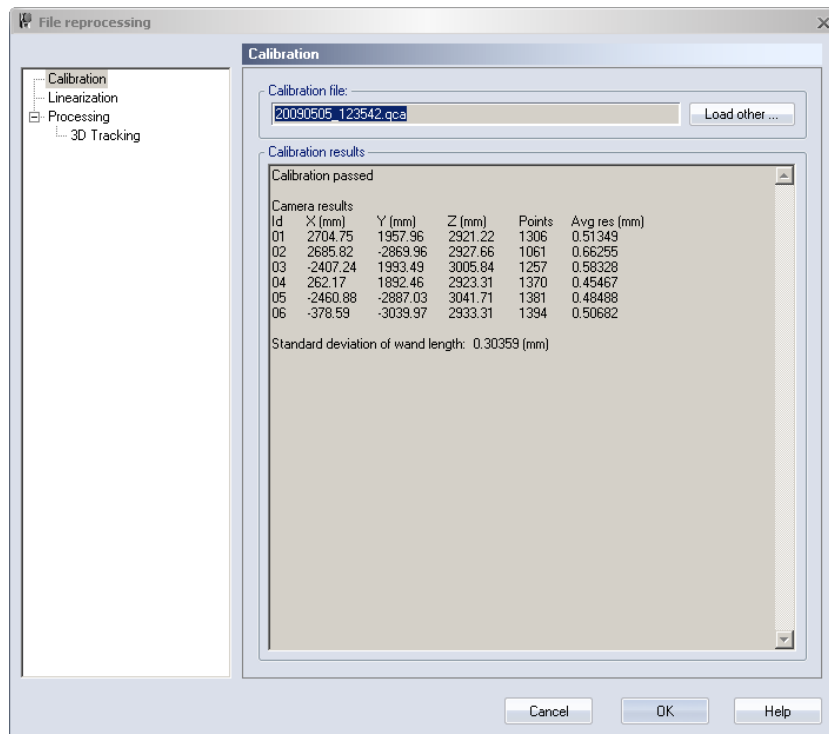 File reprocessing
Calibration
Linearization
Processing
3D Tracking
Calibration
Calibration file:
20090505_123542.qca
Load other ...
Calibration results
Calibration passed
Camera results
Id X (mm) Y (mm) Z (mm) Points Avg res (mm)
01 2704.75 1957.96 2921.22 1306 0.51349
02 2685.82 -2869.96 2927.66 1061 0.66255
03 -2407.24 1993.49 3005.84 1257 0.58328
04 262.17 1892.46 2923.31 1370 0.45467
05 -2460.88 -2887.03 3041.71 1381 0.48488
06 -378.59 -3039.97 2933.31 1394 0.50682
Standard deviation of wand length: 0.30359 (mm)
Cancel OK Help